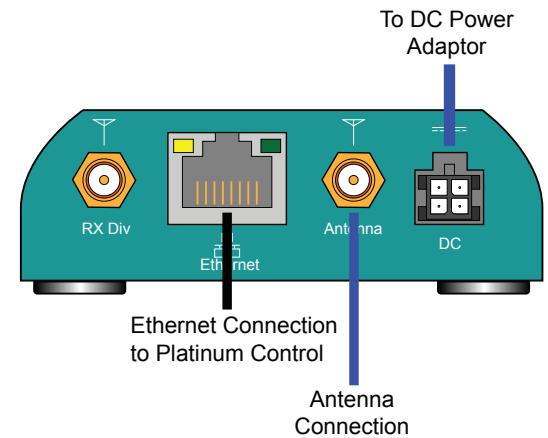 To DC Power
Adaptor
RX Div
Antenna
DC
Ethernet
Ethernet Connection
to Platinum Control
Antenna
Connection